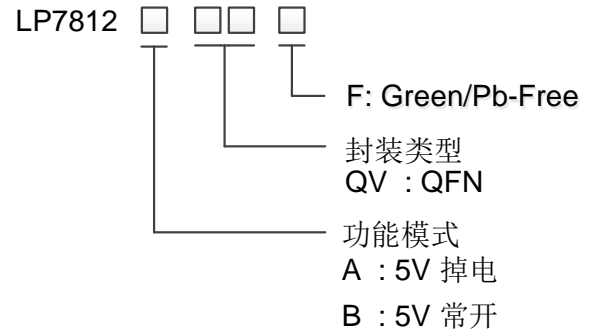 LP7812 □ □□ □
F: Green/Pb-Free
封装类型
QV : QFN
功能模式
A : 5V 掉电
B : 5V 常开